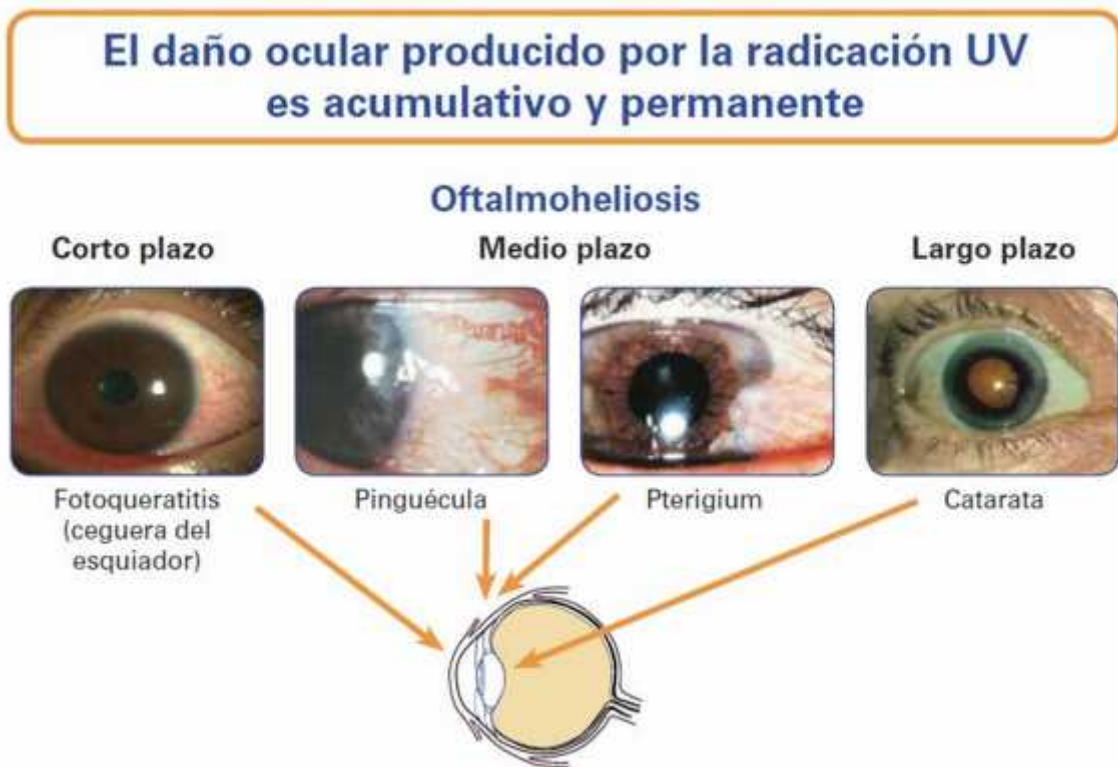 El daño ocular producido por la radicación UV
es acumulativo y permanente
Oftalmoheliosis
Corto plazo
Medio plazo
Largo plazo
Fotoqueratitis
(ceguera del
esquiador)
Pinguécula
Pterigium
Catarata